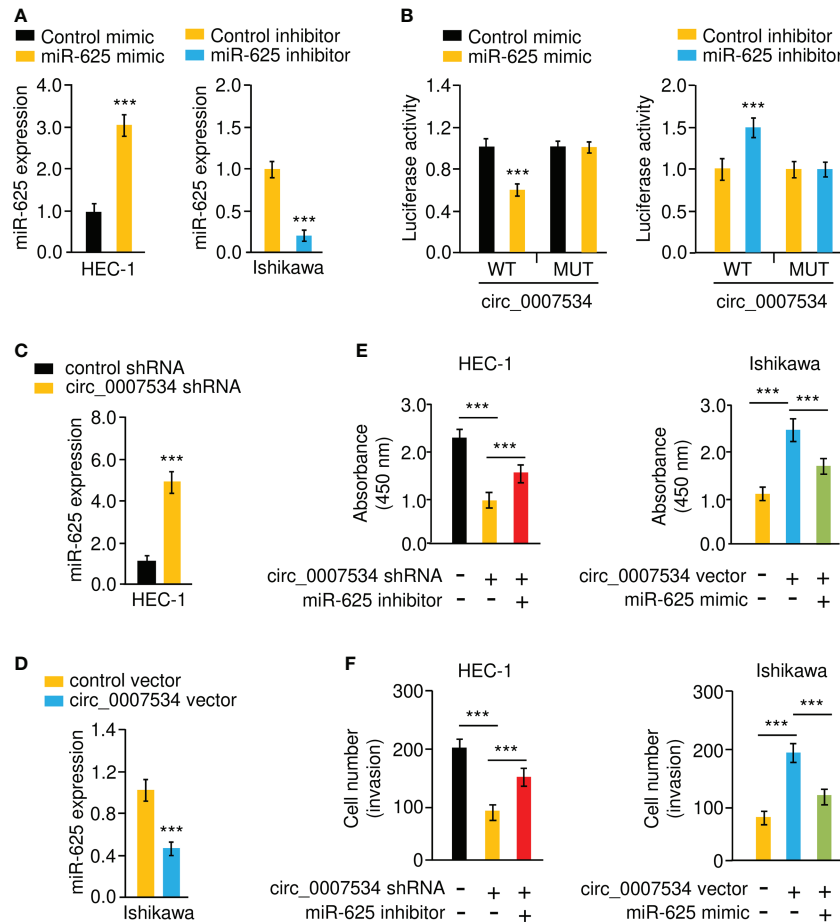 A
Control mimic
miR-625 mimic
Control inhibitor
miR-625 inhibitor
miR-625 expression
4.0
3.0
2.0
1.0
0.0
***
HEC-1
miR-625 expression
2.0
1.5
1.0
0.5
0.0
***
Ishikawa
B
Control mimic
miR-625 mimic
Luciferase activity
1.4
1.2
0.8
0.4
0.0
***
WT MUT
circ_0007534
Control inhibitor
miR-625 inhibitor
Luciferase activity
2.0
1.5
1.0
0.5
0.0
***
WT MUT
circ_0007534
C
control shRNA
circ_0007534 shRNA
miR-625 expression
8.0
6.0
4.0
2.0
0.0
***
HEC-1
E
HEC-1
Absorbance
(450 nm)
3.0
2.0
1.0
0.0
***
***
circ_0007534 shRNA - + +
miR-625 inhibitor - - +
Ishikawa
Absorbance
(450 nm)
3.0
2.0
1.0
0.0
***
***
circ_0007534 vector - + +
miR-625 mimic - - +
D
control vector
circ_0007534 vector
miR-625 expression
1.4
1.2
0.8
0.4
0.0
***
Ishikawa
F
HEC-1
Cell number
(invasion)
300
200
100
0
***
***
circ_0007534 shRNA - + +
miR-625 inhibitor - - +
Ishikawa
Cell number
(invasion)
300
200
100
0
***
***
circ_0007534 vector - + +
miR-625 mimic - - +